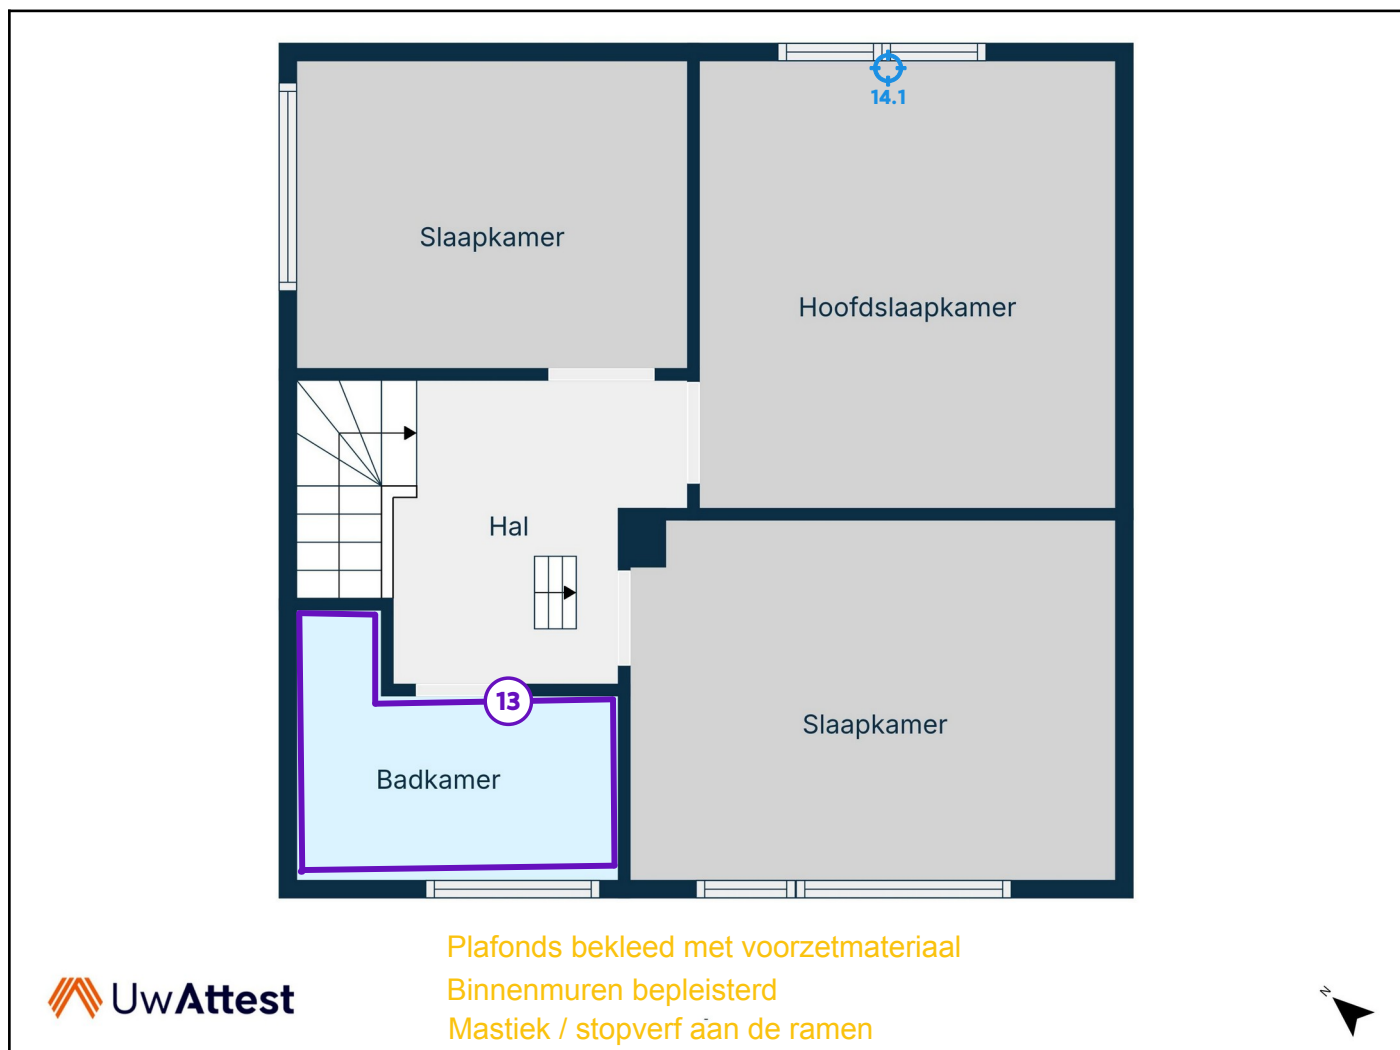 14.1
Slaapkamer
Hoofdslaapkamer
Hal
13
Slaapkamer
Badkamer
Plafonds bekleed met voorzetmateriaal
Binnenmuren bepleisterd
Mastiek / stopverf aan de ramen
UwAttest
N